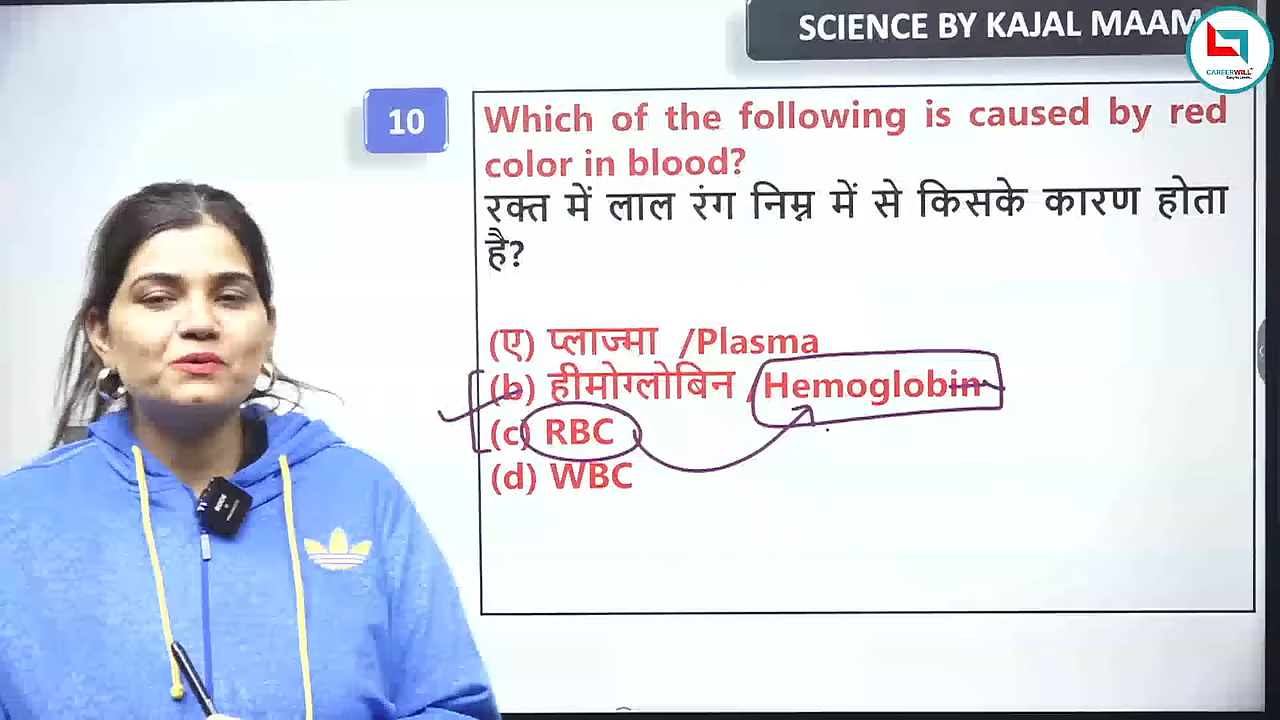 SCIENCE BY KAJAL MAAM
CAREERWILL
10
Which of the following is caused by red
color in blood?
रक्त में लाल रंग निम्न में से किसके कारण होता
है?
(ए) प्लाज्मा /Plasma
(b) हीमोग्लोबिन /Hemoglobin
(c) RBC
(d) WBC